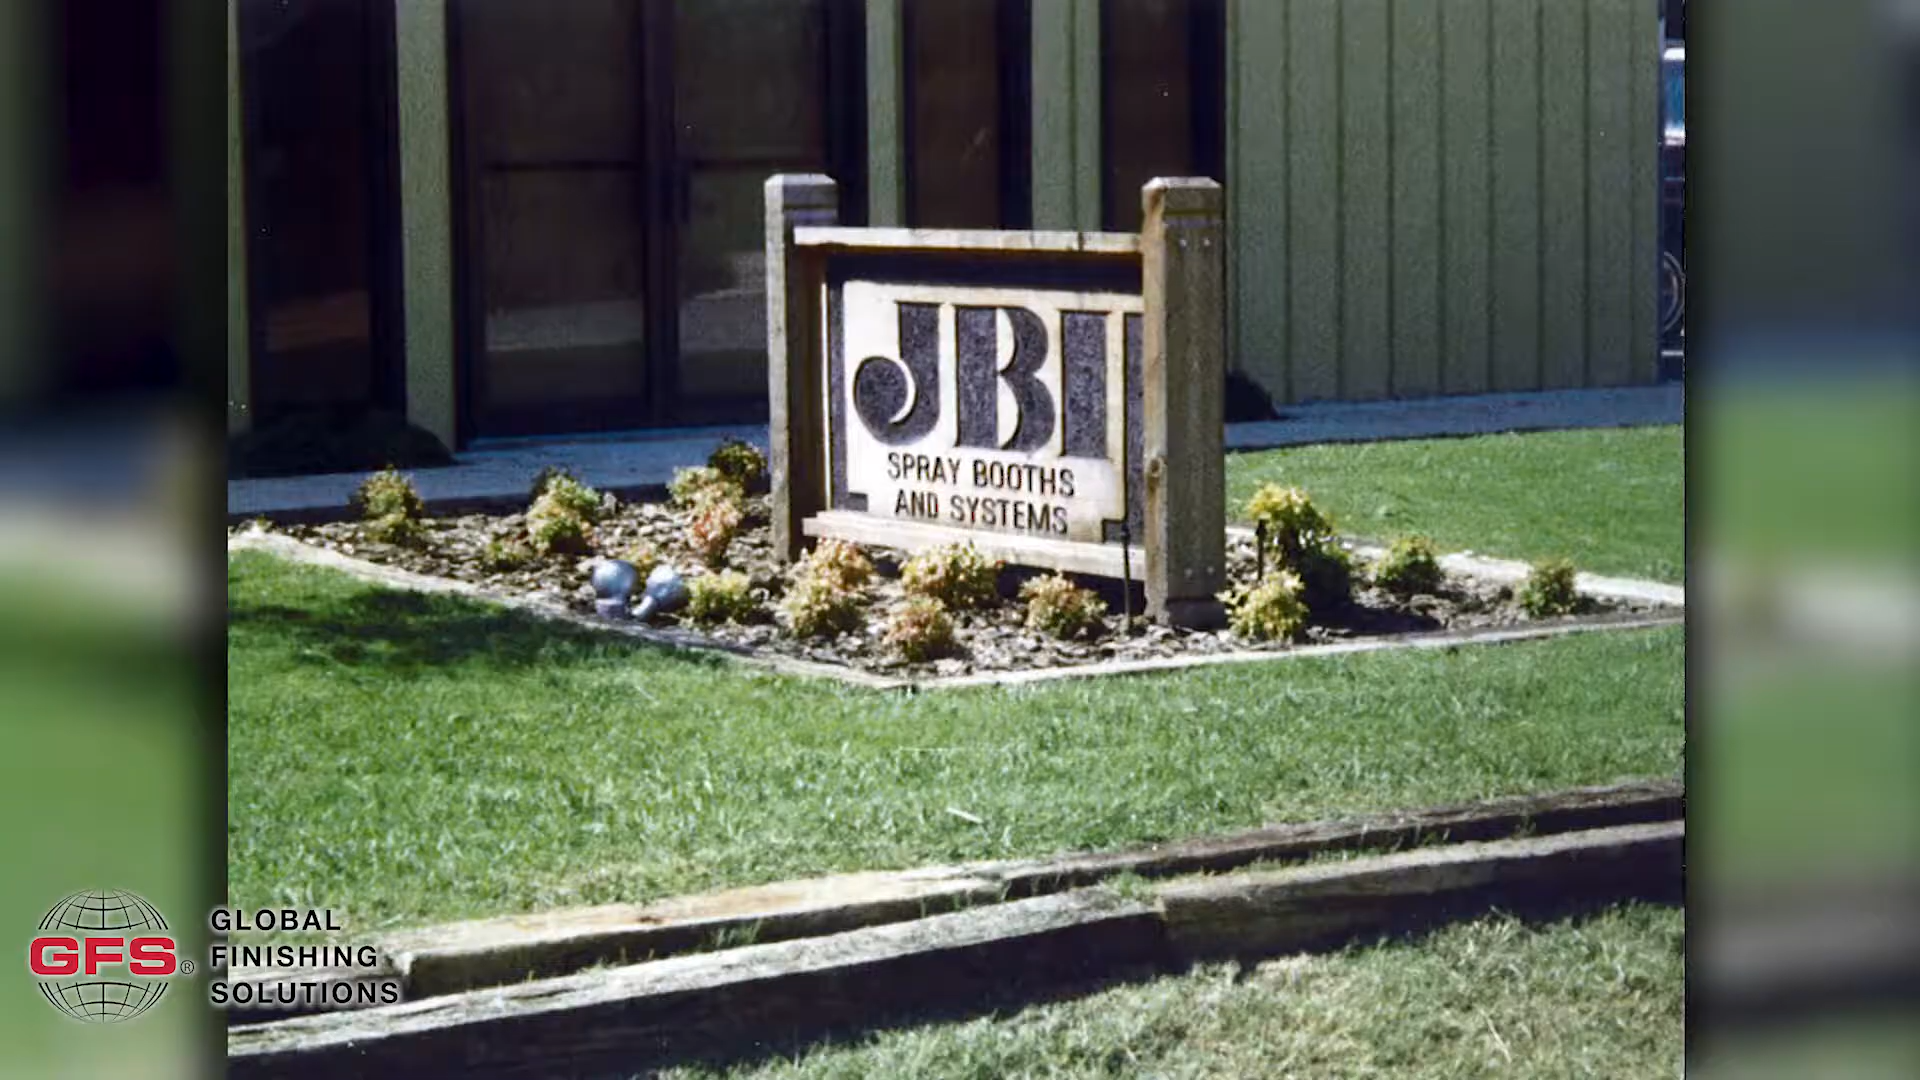 JBI
SPRAY BOOTHS
AND SYSTEMS
GFS®
GLOBAL
FINISHING
SOLUTIONS